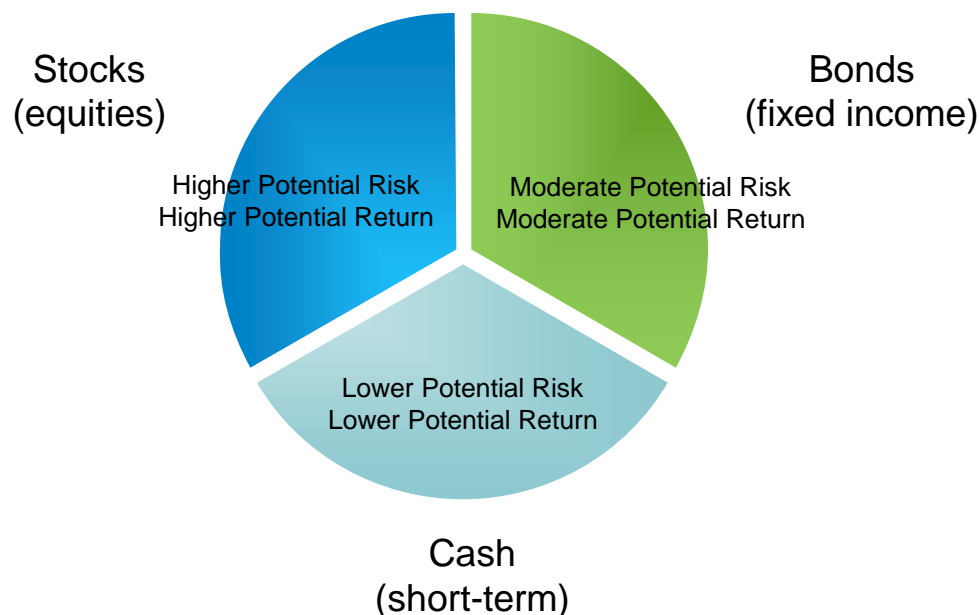 Stocks
(equities)
Bonds
(fixed income)
Higher Potential Risk
Higher Potential Return
Moderate Potential Risk
Moderate Potential Return
Lower Potential Risk
Lower Potential Return
Cash
(short-term)